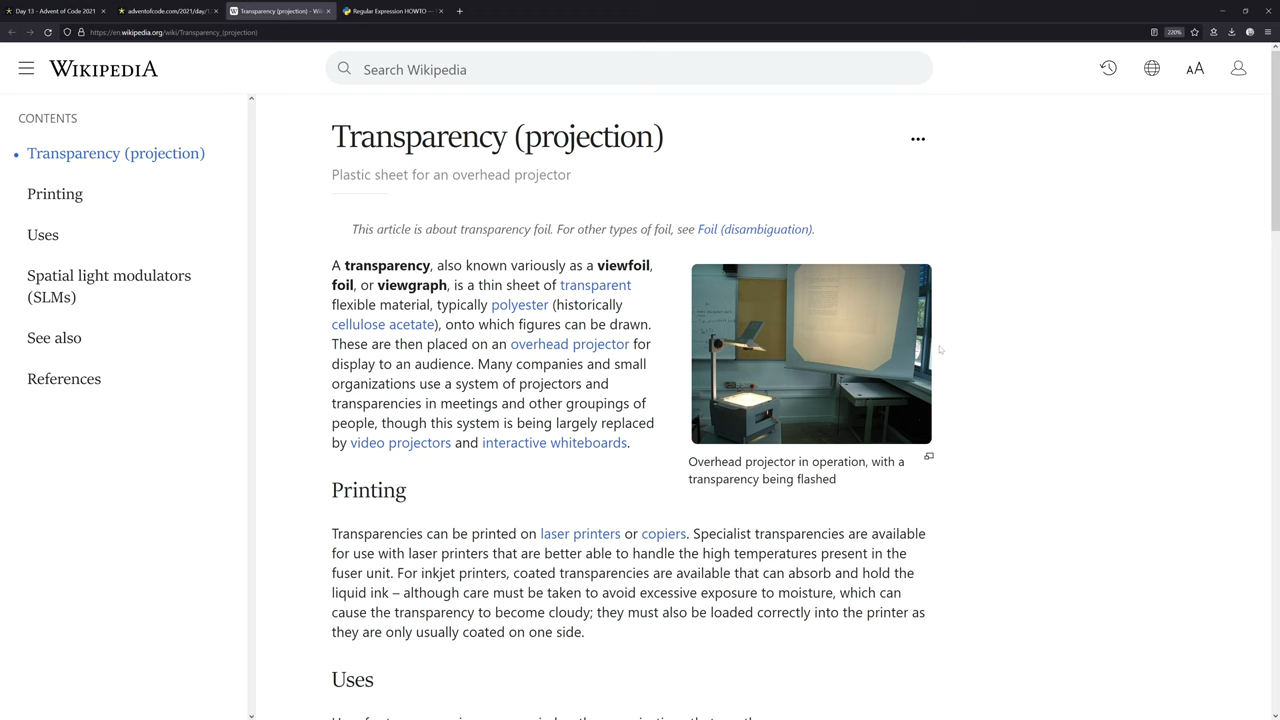 Day 13 - Advent of Code 2021
adventofcode.com/2021/day/1
Transparency (projection) - Wi
Regular Expression HOWTO —
https://en.wikipedia.org/wiki/Transparency_(projection)
220%
WIKIPEDIA
Search Wikipedia
CONTENTS
Transparency (projection)
Printing
Uses
Spatial light modulators
(SLMs)
See also
References
Transparency (projection)
Plastic sheet for an overhead projector
This article is about transparency foil. For other types of foil, see Foil (disambiguation).
A transparency, also known variously as a viewfoil,
foil, or viewgraph, is a thin sheet of transparent
flexible material, typically polyester (historically
cellulose acetate), onto which figures can be drawn.
These are then placed on an overhead projector for
display to an audience. Many companies and small
organizations use a system of projectors and
transparencies in meetings and other groupings of
people, though this system is being largely replaced
by video projectors and interactive whiteboards.
Overhead projector in operation, with a
transparency being flashed
Printing
Transparencies can be printed on laser printers or copiers. Specialist transparencies are available
for use with laser printers that are better able to handle the high temperatures present in the
fuser unit. For inkjet printers, coated transparencies are available that can absorb and hold the
liquid ink – although care must be taken to avoid excessive exposure to moisture, which can
cause the transparency to become cloudy; they must also be loaded correctly into the printer as
they are only usually coated on one side.
Uses